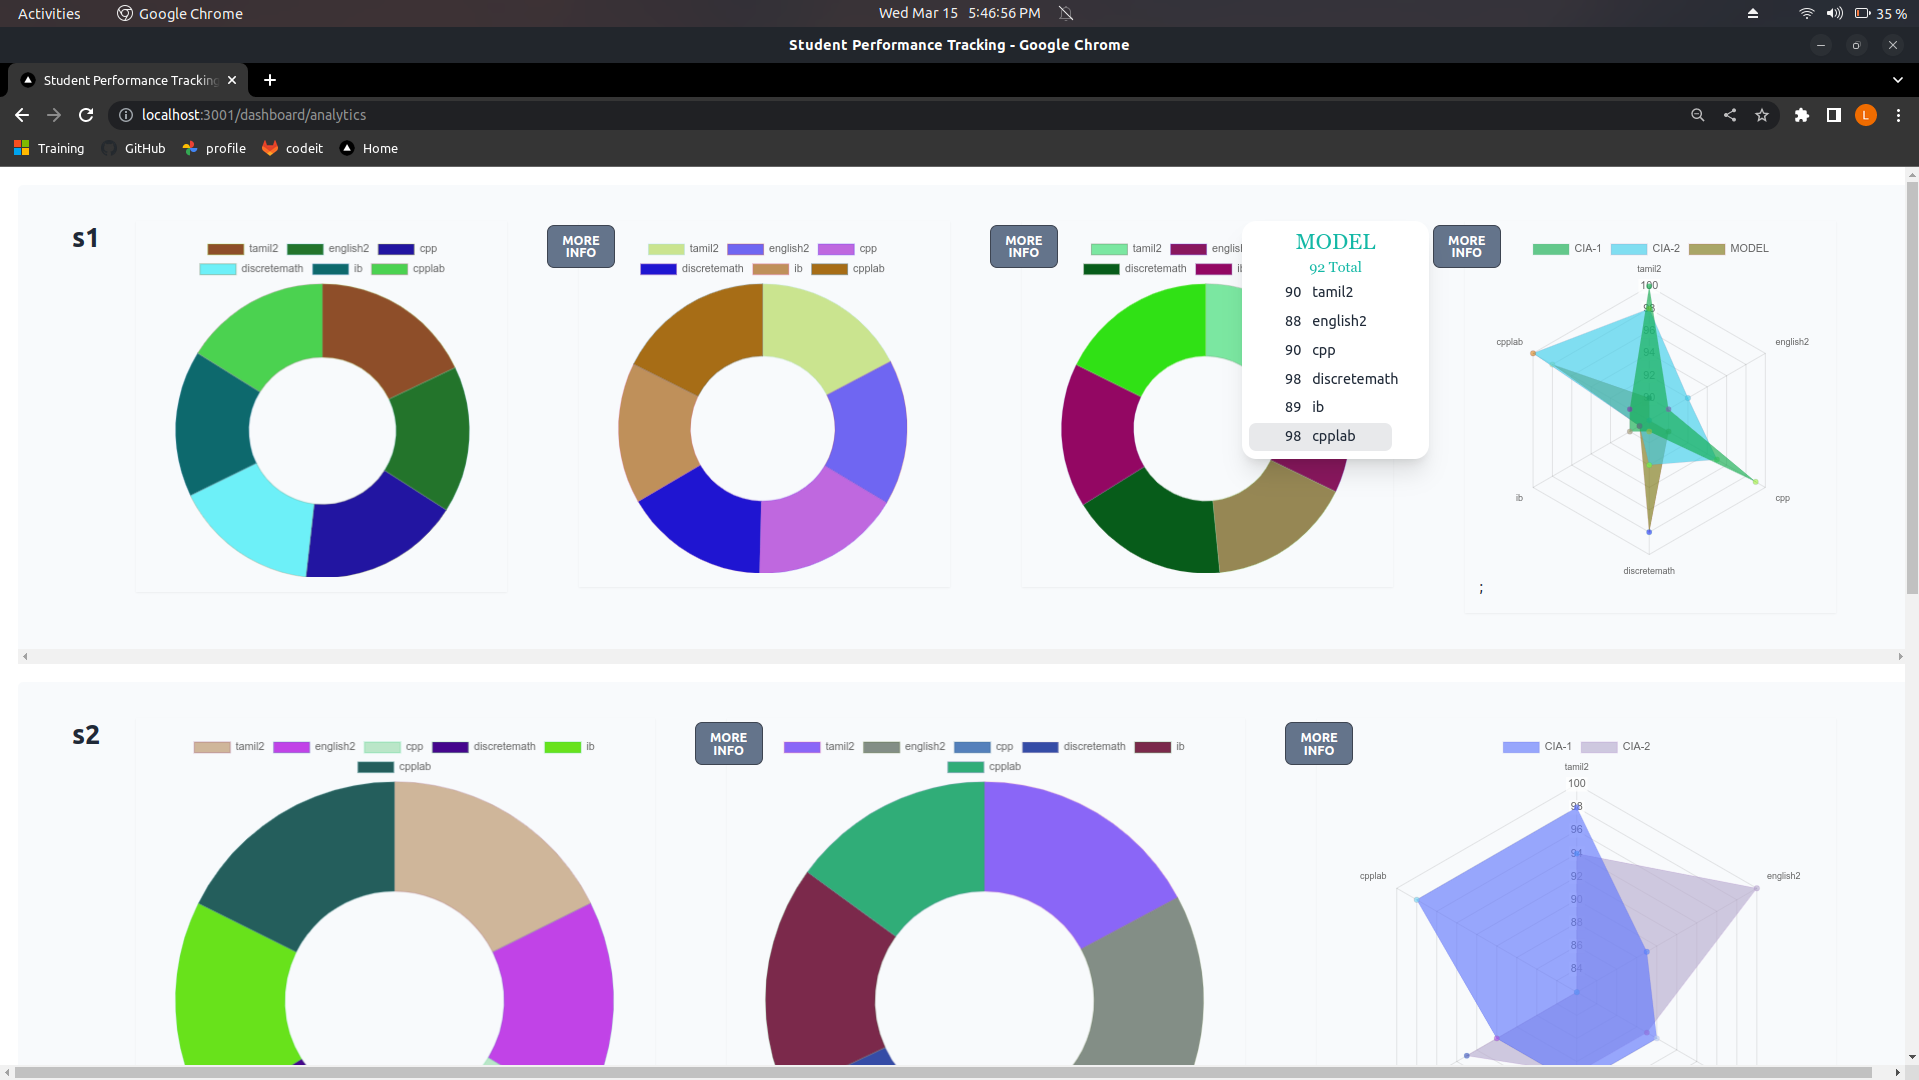 Activities Google Chrome Wed Mar 15 5:46:56 PM 35 %
Student Performance Tracking - Google Chrome
Student Performance Tracking
localhost:3001/dashboard/analytics L
Training GitHub profile codeit Home
s1
tamil2 english2 cpp
discretemath ib cpplab
MORE
INFO
tamil2 english2 cpp
discretemath ib cpplab
MORE
INFO
tamil2
discretemath
MODEL
92 Total
90 tamil2
88 english2
90 cpp
98 discretemath
89 ib
98 cpplab
MORE
INFO
CIA-1 CIA-2 MODEL
tamil2
100
98
96
94
92
90
cpplab english2
ib cpp
discretemath
;
s2
tamil2 english2 cpp discretemath ib
cpplab
MORE
INFO
tamil2 english2 cpp discretemath ib
cpplab
MORE
INFO
CIA-1 CIA-2
tamil2
100
98
96
94
92
90
88
86
84
cpplab english2